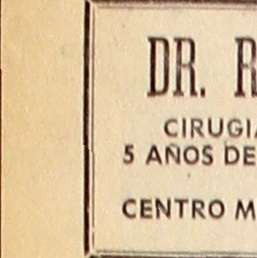 DR. R
CIRUGIA
5 AÑOS DE
CENTRO M